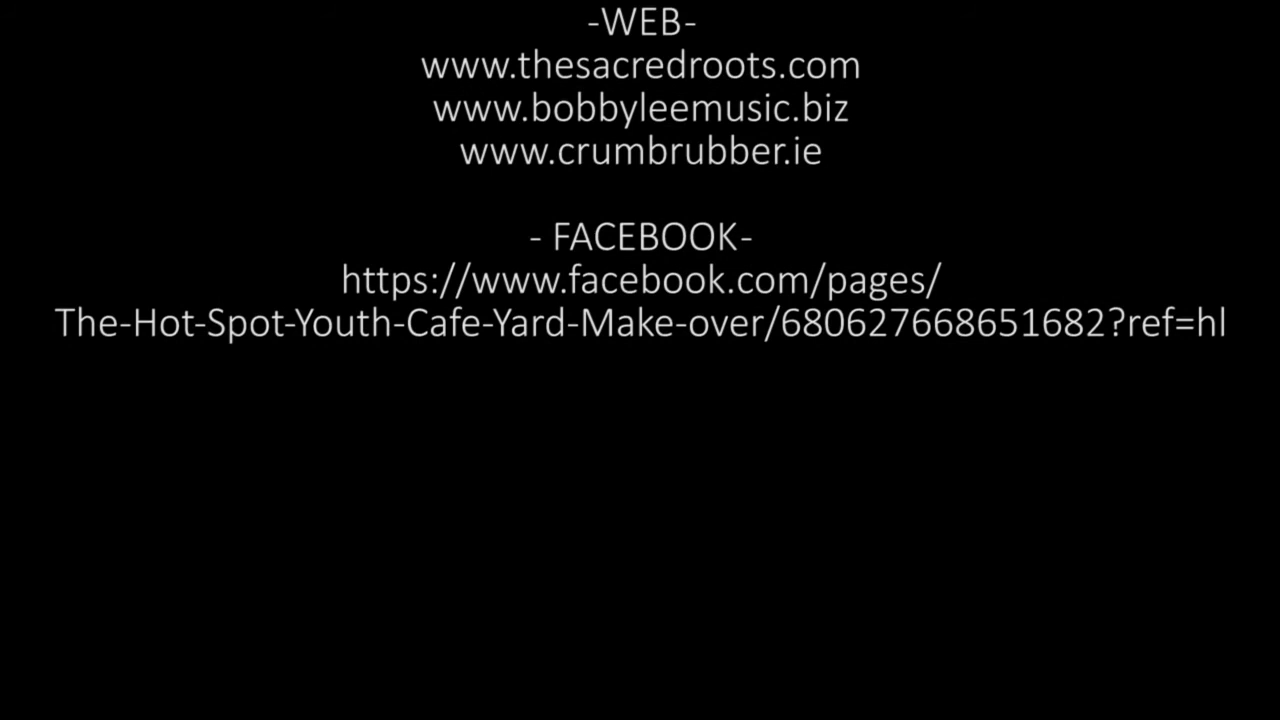 -WEB-
www.thesacredroots.com
www.bobbyleemusic.biz
www.crumbrubber.ie
- FACEBOOK-
https://www.facebook.com/pages/
The-Hot-Spot-Youth-Cafe-Yard-Make-over/680627668651682?ref=hl